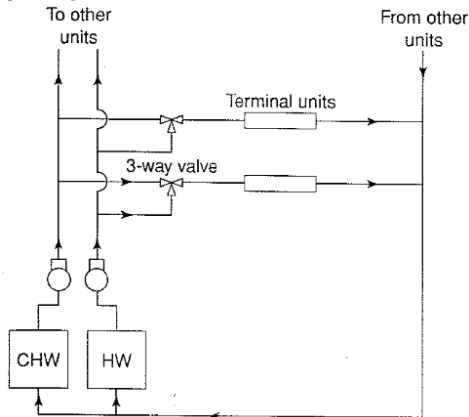 To other
units
From other
units
Terminal units
3-way valve
CHW
HW